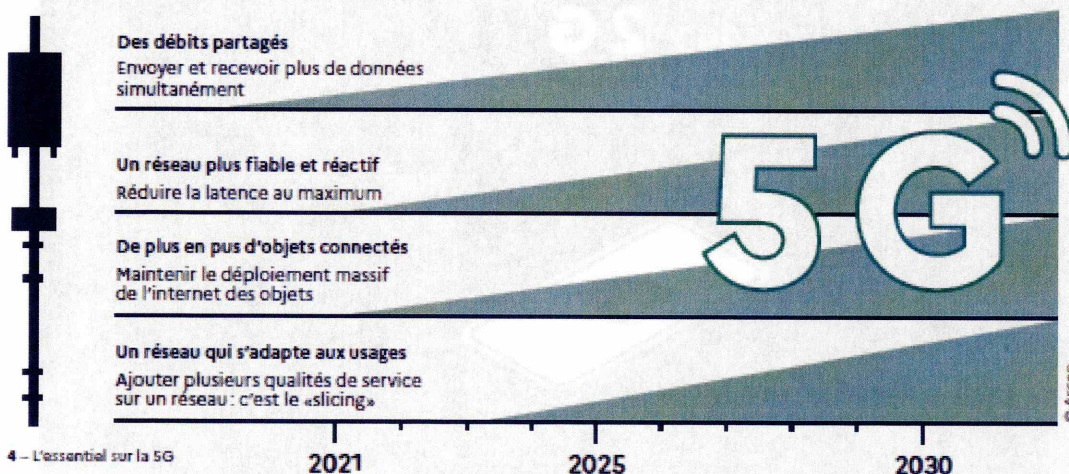 Des débits partagés
Envoyer et recevoir plus de données
simultanément
Un réseau plus fiable et réactif
Réduire la latence au maximum
De plus en pus d'objets connectés
Maintenir le déploiement massif
de l'internet des objets
Un réseau qui s'adapte aux usages
Ajouter plusieurs qualités de service
sur un réseau : c'est le «slicing»
5G
2021
2025
2030
4 – L'essentiel sur la 5G